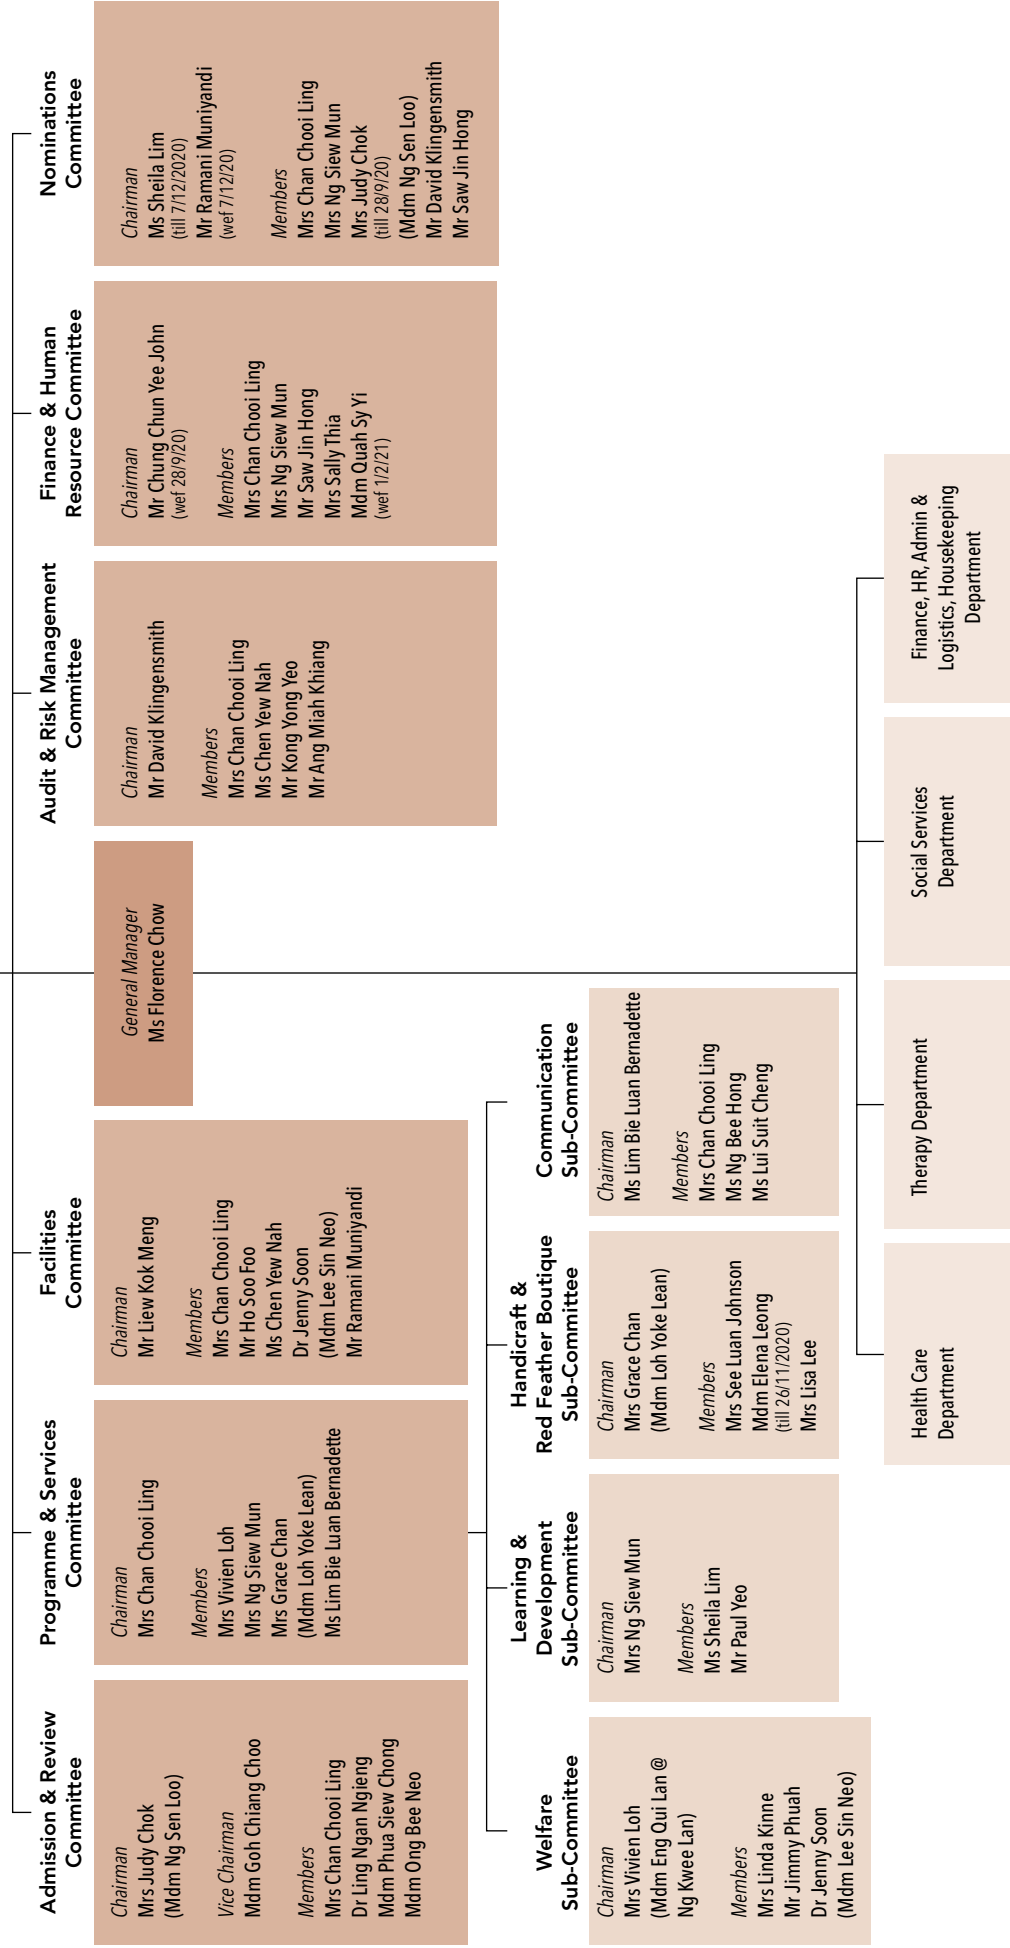 Admission & Review
Committee
Chairman
Mrs Judy Chok
(Mdm Ng Sen Loo)
Vice Chairman
Mdm Goh Chiang Choo
Members
Mrs Chan Chooi Ling
Dr Ling Ngan Ngieng
Mdm Phua Siew Chong
Mdm Ong Bee Neo
Programme & Services
Committee
Chairman
Mrs Chan Chooi Ling
Members
Mrs Vivien Loh
Mrs Ng Siew Mun
Mrs Grace Chan
(Mdm Loh Yoke Lean)
Ms Lim Bie Luan Bernadette
Facilities
Committee
Chairman
Mr Liew Kok Meng
Members
Mrs Chan Chooi Ling
Mr Ho Soo Foo
Ms Chen Yew Nah
Dr Jenny Soon
(Mdm Lee Sin Neo)
Mr Ramani Muniyandi
General Manager
Ms Florence Chow
Audit & Risk Management
Committee
Chairman
Mr David Klingensmith
Members
Mrs Chan Chooi Ling
Ms Chen Yew Nah
Mr Kong Yong Yeo
Mr Ang Miah Khiang
Finance & Human
Resource Committee
Chairman
Mr Chung Chun Yee John
(wef 28/9/20)
Members
Mrs Chan Chooi Ling
Mrs Ng Siew Mun
Mr Saw Jin Hong
Mrs Sally Thia
Mdm Quah Sy Yi
(wef 1/2/21)
Nominations
Committee
Chairman
Ms Sheila Lim
(till 7/12/2020)
Mr Ramani Muniyandi
(wef 7/12/20)
Members
Mrs Chan Chooi Ling
Mrs Ng Siew Mun
Mrs Judy Chok
(till 28/9/20)
(Mdm Ng Sen Loo)
Mr David Klingensmith
Mr Saw Jin Hong
Welfare
Sub-Committee
Chairman
Mrs Vivien Loh
(Mdm Eng Qui Lan @
Ng Kwee Lan)
Members
Mrs Linda Kinne
Mr Jimmy Phuah
Dr Jenny Soon
(Mdm Lee Sin Neo)
Learning &
Development
Sub-Committee
Chairman
Mrs Ng Siew Mun
Members
Ms Sheila Lim
Mr Paul Yeo
Handicraft &
Red Feather Boutique
Sub-Committee
Chairman
Mrs Grace Chan
(Mdm Loh Yoke Lean)
Members
Mrs See Luan Johnson
Mdm Elena Leong
(till 26/11/2020)
Mrs Lisa Lee
Communication
Sub-Committee
Chairman
Ms Lim Bie Luan Bernadette
Members
Mrs Chan Chooi Ling
Ms Ng Bee Hong
Ms Lui Suit Cheng
Health Care
Department
Therapy Department
Social Services
Department
Finance, HR, Admin &
Logistics, Housekeeping
Department